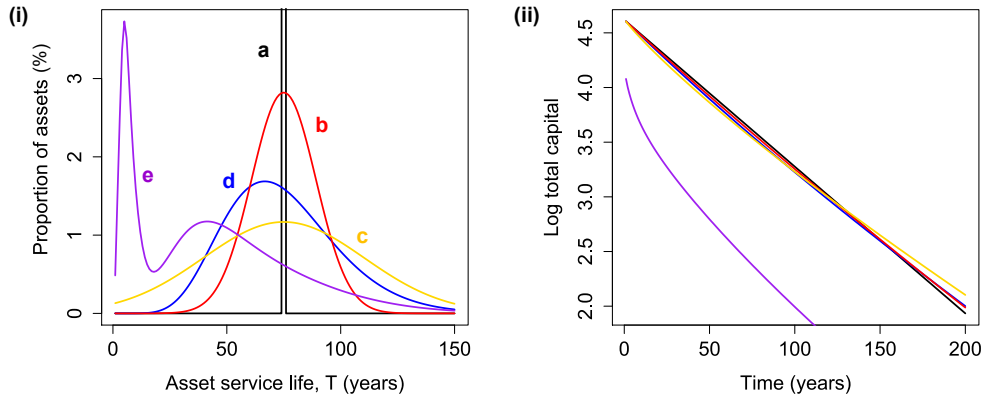 (i)
Proportion of assets (%)
3
2
1
0
a
b
e
d
c
0
50
100
150
Asset service life, T (years)
(ii)
Log total capital
4.5
4.0
3.5
3.0
2.5
2.0
0
50
100
150
200
Time (years)